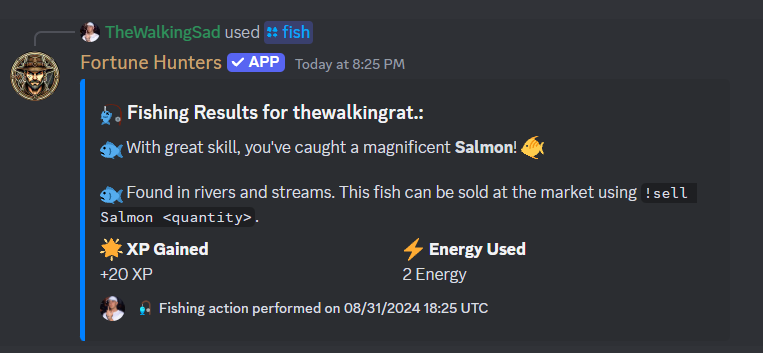 TheWalkingSad used fish
Fortune Hunters APP Today at 8:25 PM
Fishing Results for thewalkingrat.:
With great skill, you've caught a magnificent Salmon!
Found in rivers and streams. This fish can be sold at the market using !sell
Salmon <quantity>.
XP Gained Energy Used
+20 XP 2 Energy
Fishing action performed on 08/31/2024 18:25 UTC